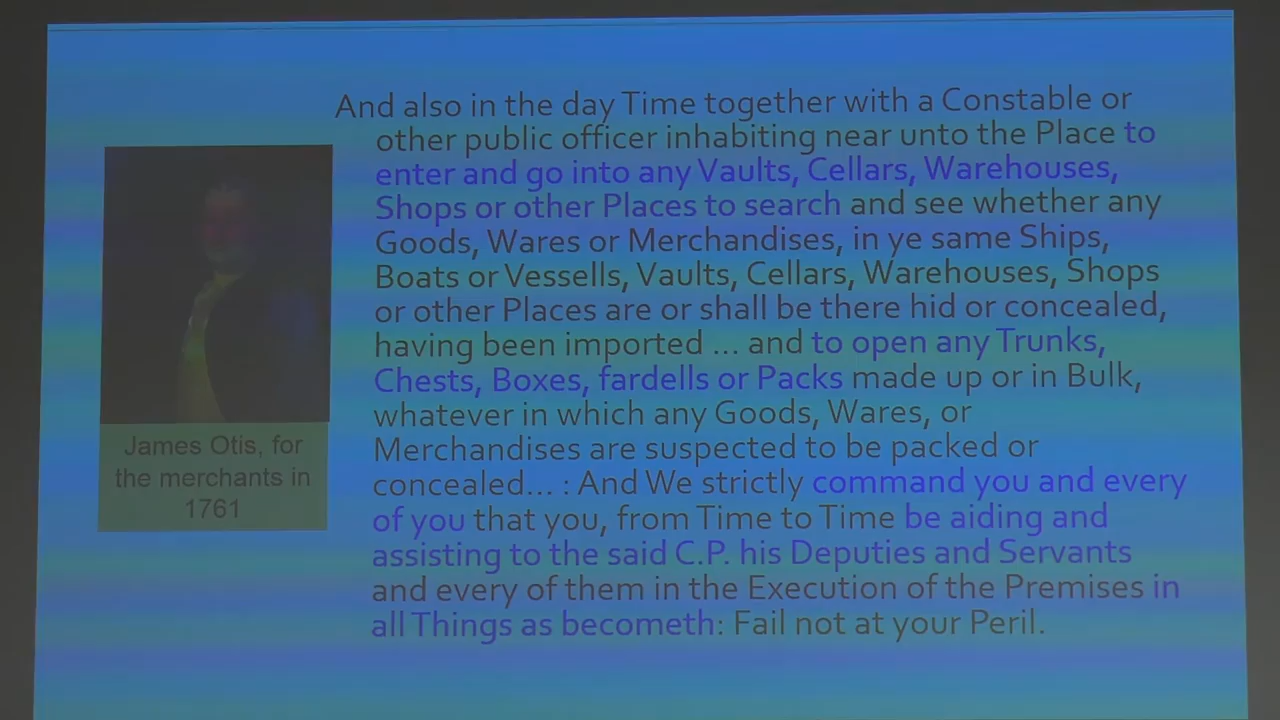 And also in the day Time together with a Constable or
other public officer inhabiting near unto the Place to
enter and go into any Vaults, Cellars, Warehouses,
Shops or other Places to search and see whether any
Goods, Wares or Merchandises, in ye same Ships,
Boats or Vessells, Vaults, Cellars, Warehouses, Shops
or other Places are or shall be there hid or concealed,
having been imported ... and to open any Trunks,
Chests, Boxes, fardells or Packs made up or in Bulk,
whatever in which any Goods, Wares, or
Merchandises are suspected to be packed or
concealed... : And We strictly command you and every
of you that you, from Time to Time be aiding and
assisting to the said C.P. his Deputies and Servants
and every of them in the Execution of the Premises in
all Things as becometh: Fail not at your Peril.
James Otis, for
the merchants in
1761